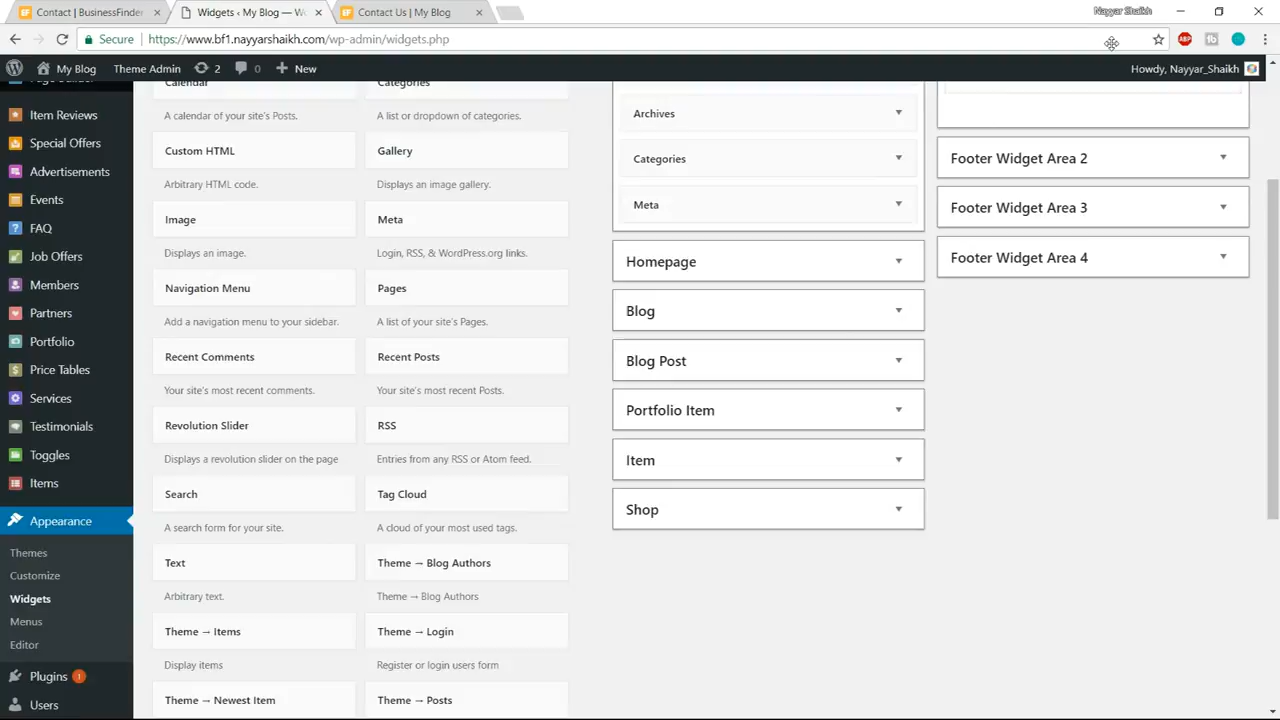 Contact | BusinessFinder
Widgets ‹ My Blog — W
Contact Us | My Blog
Nayyar Shaikh
Secure
https://www.bf1.nayyarshaikh.com/wp-admin/widgets.php
ABP
My Blog
Theme Admin
2
0
New
Howdy, Nayyar_Shaikh
Page Builder
Item Reviews
Special Offers
Advertisements
Events
FAQ
Job Offers
Members
Partners
Portfolio
Price Tables
Services
Testimonials
Toggles
Items
Appearance
Themes
Customize
Widgets
Menus
Editor
Plugins 1
Users
Calendar
Categories
A calendar of your site's Posts.
A list or dropdown of categories.
Custom HTML
Gallery
Arbitrary HTML code.
Displays an image gallery.
Image
Meta
Displays an image.
Login, RSS, & WordPress.org links.
Navigation Menu
Pages
Add a navigation menu to your sidebar.
A list of your site's Pages.
Recent Comments
Recent Posts
Your site's most recent comments.
Your site's most recent Posts.
Revolution Slider
RSS
Displays a revolution slider on the page
Entries from any RSS or Atom feed.
Search
Tag Cloud
A search form for your site.
A cloud of your most used tags.
Text
Theme → Blog Authors
Arbitrary text.
Theme → Blog Authors
Theme → Items
Theme → Login
Display items
Register or login users form
Theme → Newest Item
Theme → Posts
Archives
Categories
Meta
Homepage
Blog
Blog Post
Portfolio Item
Item
Shop
Footer Widget Area 2
Footer Widget Area 3
Footer Widget Area 4